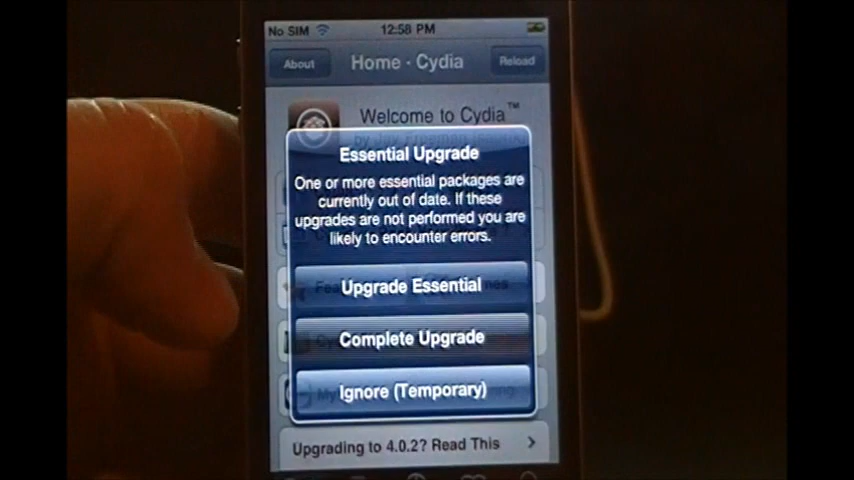 No SIM 12:58 PM
About Home · Cydia Reload
Welcome to Cydia™
Essential Upgrade
One or more essential packages are
currently out of date. If these
upgrades are not performed you are
likely to encounter errors.
Upgrade Essential
Complete Upgrade
Ignore (Temporary)
Upgrading to 4.0.2? Read This